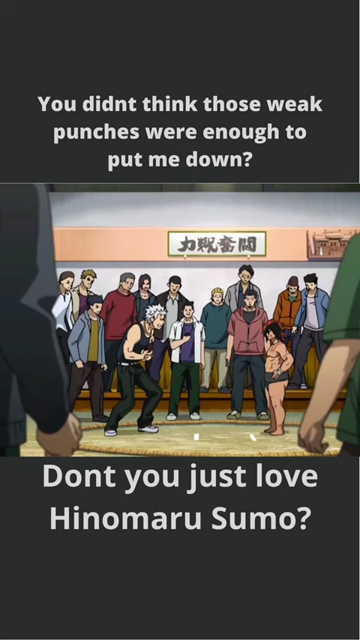 You didnt think those weak
punches were enough to
put me down?
力戦奮闘
Dont you just love
Hinomaru Sumo?